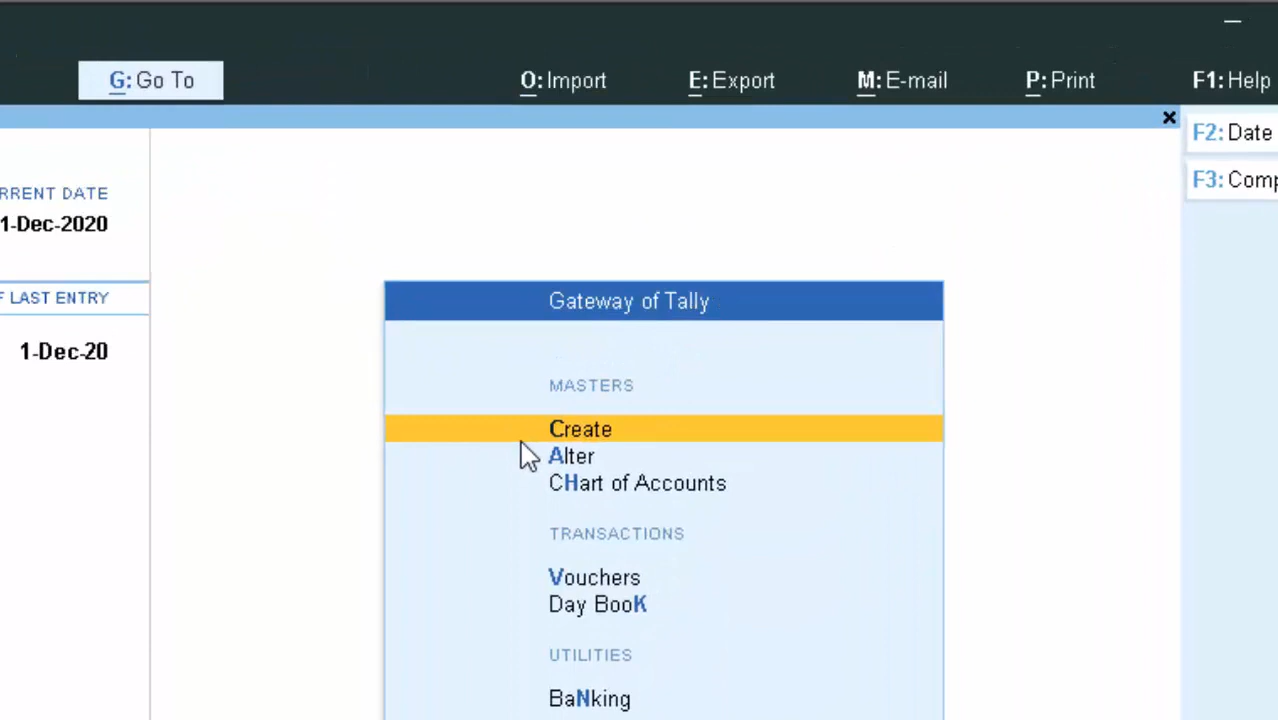 G: Go To
O: Import
E: Export
M: E-mail
P: Print
F1: Help
F2: Date
F3: Comp
RRENT DATE
1-Dec-2020
F LAST ENTRY
1-Dec-20
Gateway of Tally
MASTERS
Create
Alter
CHart of Accounts
TRANSACTIONS
Vouchers
Day BooK
UTILITIES
BaNking